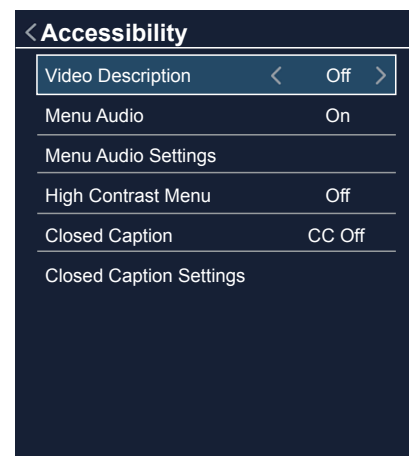 Accessibility
Video Description Off
Menu Audio On
Menu Audio Settings
High Contrast Menu Off
Closed Caption CC Off
Closed Caption Settings